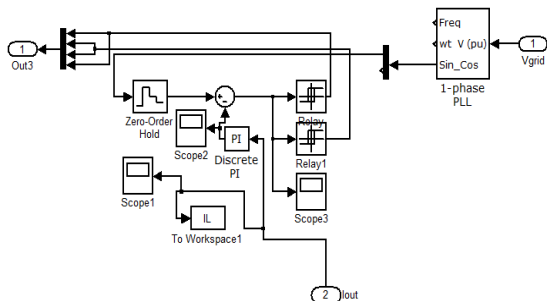 1
Out3
Freq
wt V (pu)
Sin_Cos
1-phase
PLL
1
Vgrid
Zero-Order
Hold
+
-
Relay
Scope2
PI
Discrete
PI
Relay1
Scope1
Scope3
IL
To Workspace1
2
Iout